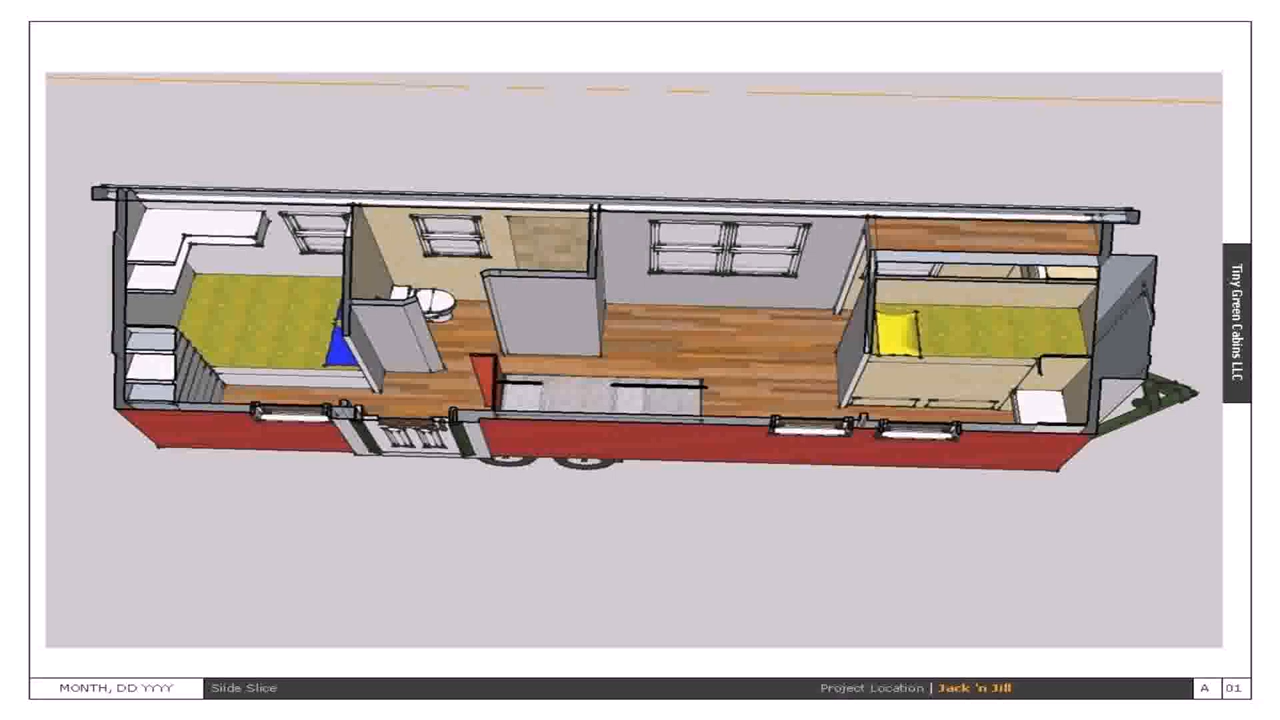 Tiny Green Cabins LLC
MONTH, DD YYYY
Slide Slice
Project Location | Jack 'n Jill
A
01